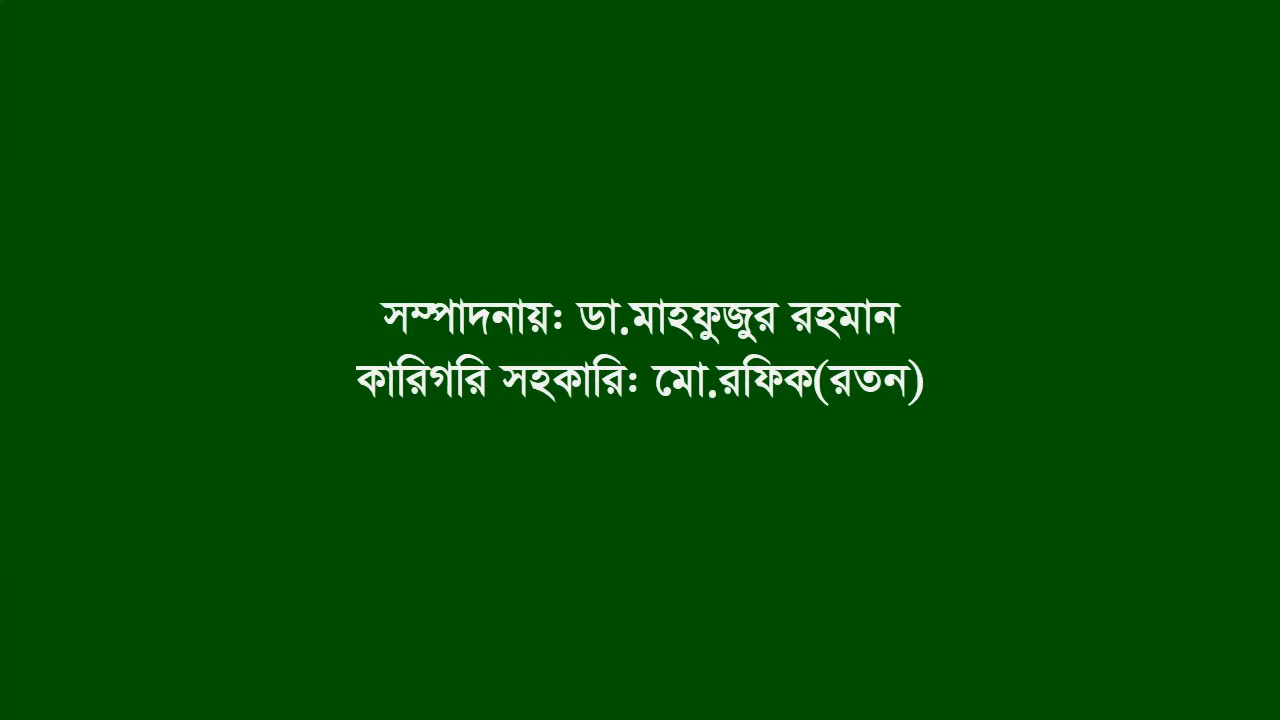 সম্পাদনায়ঃ ডা.মাহফুজুর রহমান
কারিগরি সহকারিঃ মো.রফিক(রতন)